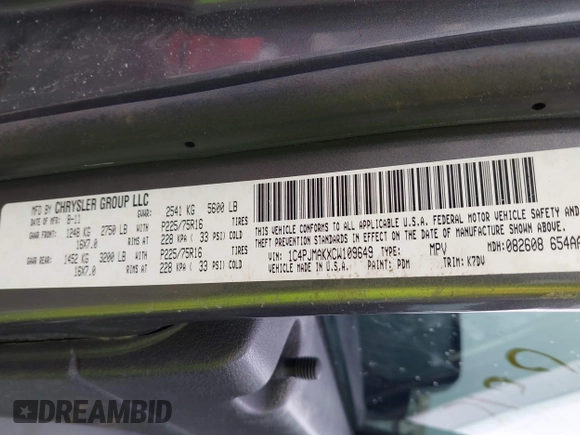 MFD BY CHRYSLER GROUP LLC GVWR: 2541 KG 5600 LB
DATE OF MFR: 8-11 TIRES
GAWR FRONT: 1248 KG 2750 LB WITH P225/75R16
16X7.0 RIMS AT 228 KPA ( 33 PSI) COLD
GAWR REAR: 1452 KG 3200 LB WITH P225/75R16 TIRES
16X7.0 RIMS AT 228 KPA ( 33 PSI) COLD
THIS VEHICLE CONFORMS TO ALL APPLICABLE U.S.A. FEDERAL MOTOR VEHICLE SAFETY AND
THEFT PREVENTION STANDARDS IN EFFECT ON THE DATE OF MANUFACTURE SHOWN ABOVE
VIN: 1C4PJMAKXCW109649 TYPE: MPV MDH: 082608 654AA
VEHICLE MADE IN U.S.A. PAINT: PDM TRIM: K7DV
DREAMBID